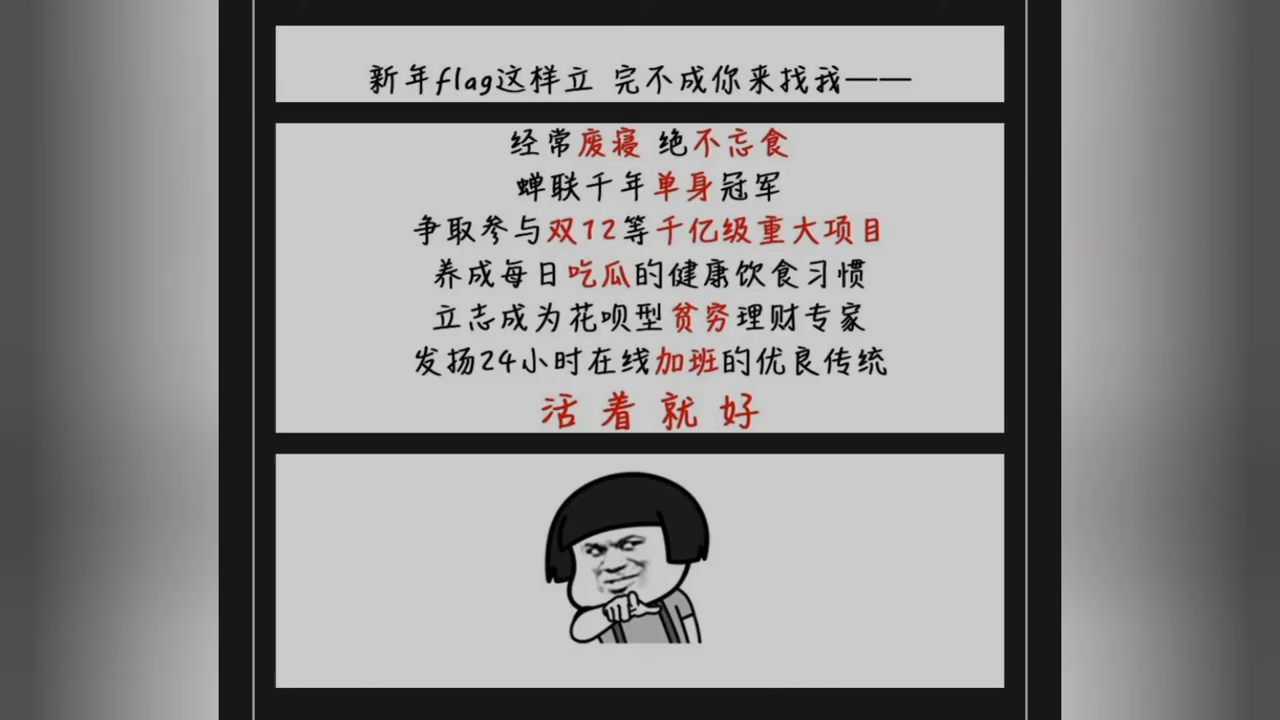 新年flag这样立 完不成你来找我——
经常废寝 绝不忘食
蝉联千年单身冠军
争取参与双12等千亿级重大项目
养成每日吃瓜的健康饮食习惯
立志成为花呗型贫穷理财专家
发扬24小时在线加班的优良传统
活着就好